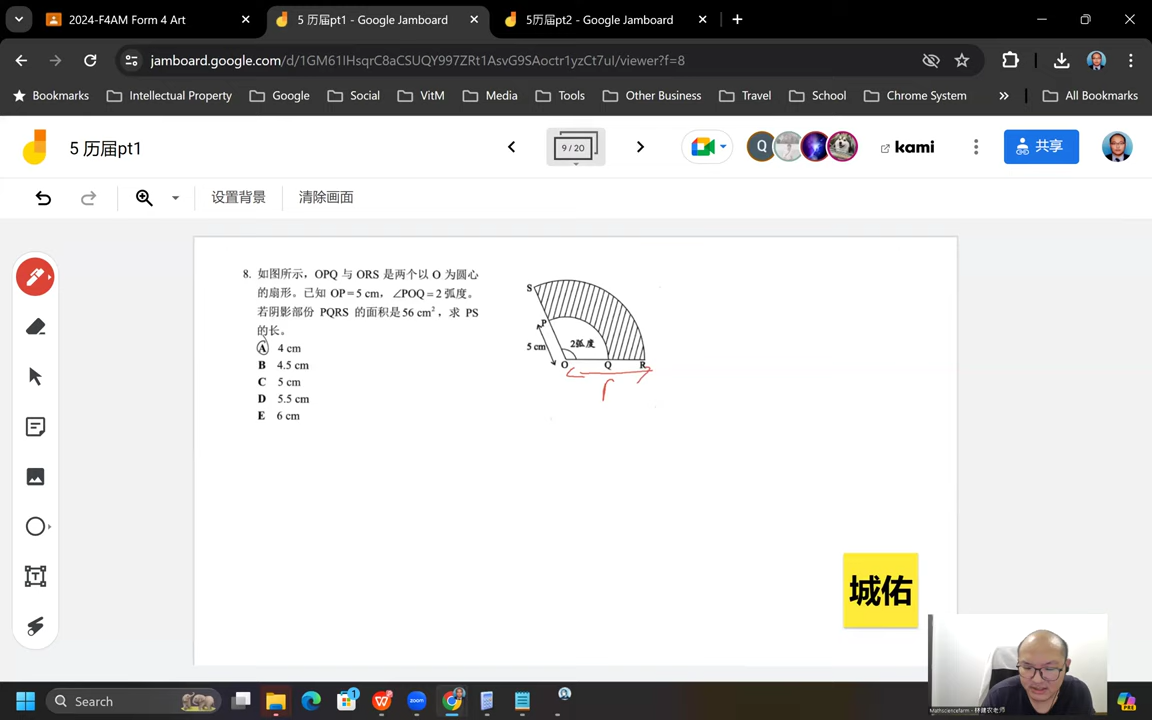 2024-F4AM Form 4 Art
5 历届pt1 - Google Jamboard
5历届pt2 - Google Jamboard
jamboard.google.com/d/1GM61IHsqrC8aCSUQY997ZRt1AsvG9SAoctr1yzCt7uI/viewer?f=8
Bookmarks
Intellectual Property
Google
Social
VitM
Media
Tools
Other Business
Travel
School
Chrome System
All Bookmarks
5 历届pt1
9 / 20
Q
kami
共享
设置背景
清除画面
8. 如图所示，OPQ 与 ORS 是两个以 O 为圆心
的扇形。已知 OP = 5 cm，∠POQ = 2 弧度。
若阴影部份 PQRS 的面积是 56 cm²，求 PS
的长。
A 4 cm
B 4.5 cm
C 5 cm
D 5.5 cm
E 6 cm
S
P
5 cm
2弧度
O Q R
r
城佑
Search
1
zoom
PRE